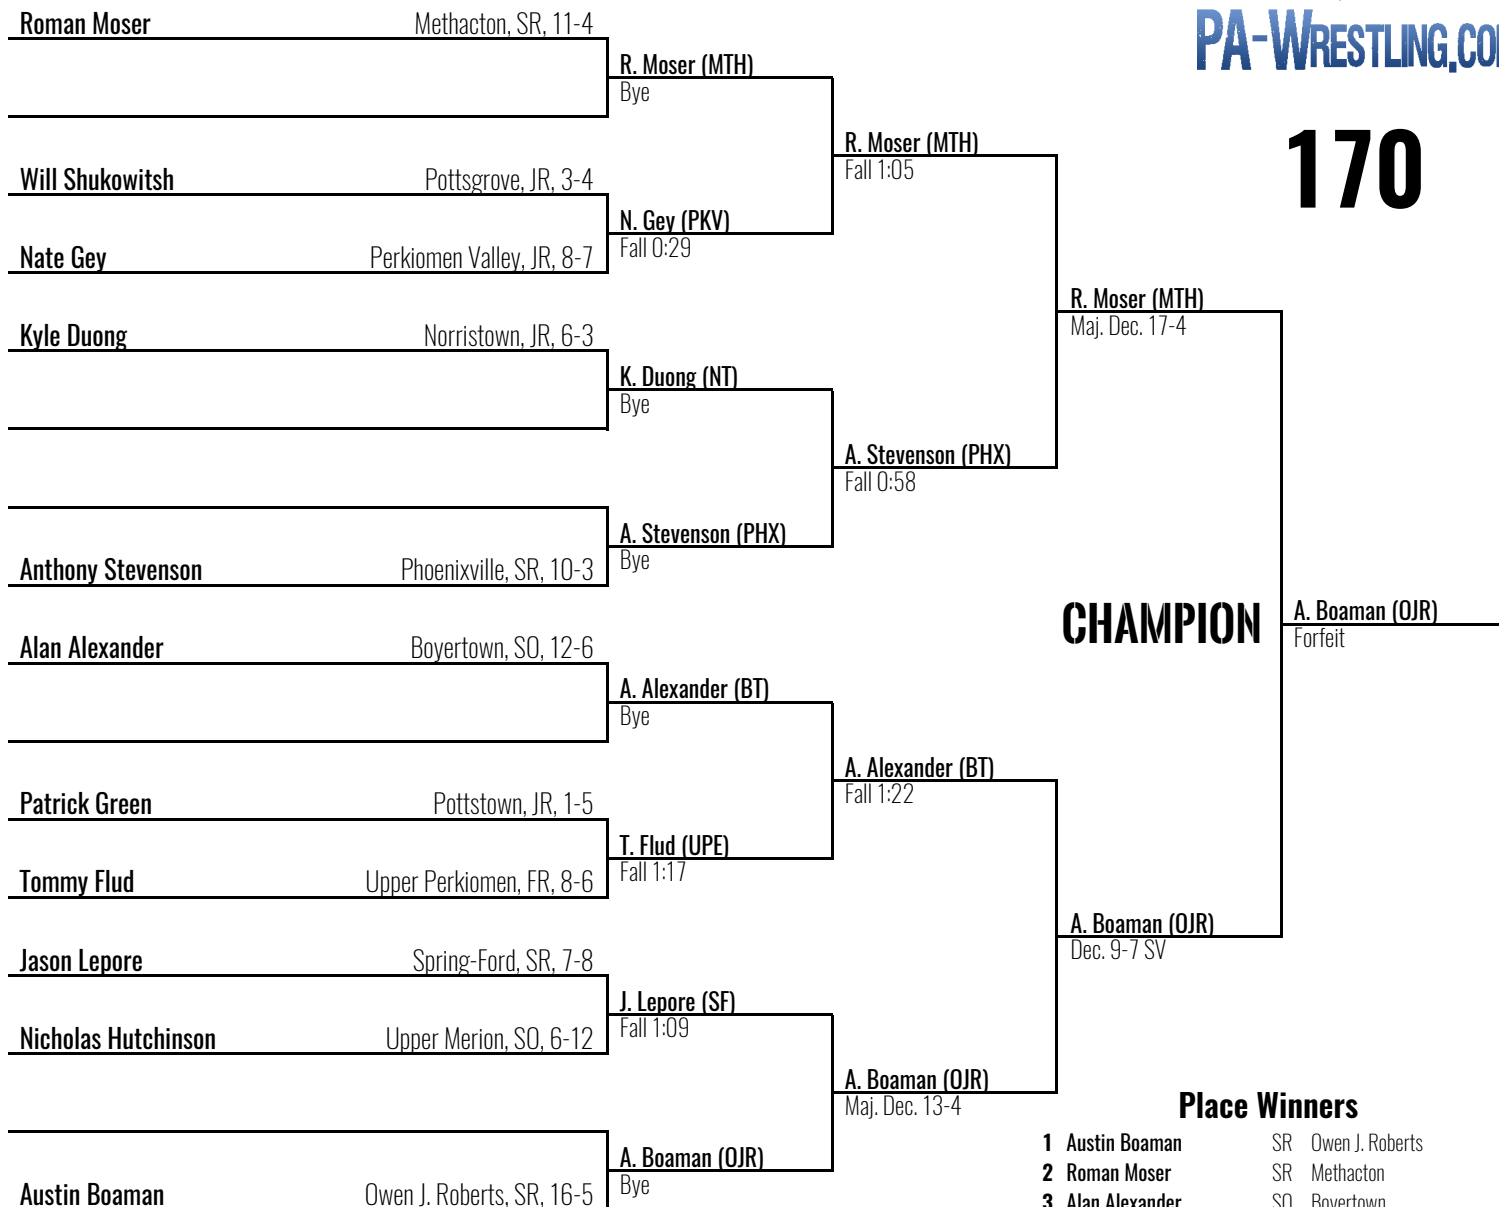 Roman Moser Methacton, SR, 11-4
PA-WRESTLING.CO
R. Moser (MTH)
Bye
170
R. Moser (MTH)
Fall 1:05
Will Shukowitsh Pottsgrove, JR, 3-4
N. Gey (PKV)
Fall 0:29
Nate Gey Perkiomen Valley, JR, 8-7
R. Moser (MTH)
Maj. Dec. 17-4
Kyle Duong Norristown, JR, 6-3
K. Duong (NT)
Bye
A. Stevenson (PHX)
Fall 0:58
A. Stevenson (PHX)
Bye
Anthony Stevenson Phoenixville, SR, 10-3
CHAMPION
A. Boaman (OJR)
Forfeit
Alan Alexander Boyertown, SO, 12-6
A. Alexander (BT)
Bye
A. Alexander (BT)
Fall 1:22
Patrick Green Pottstown, JR, 1-5
T. Flud (UPE)
Fall 1:17
Tommy Flud Upper Perkiomen, FR, 8-6
A. Boaman (OJR)
Dec. 9-7 SV
Jason Lepore Spring-Ford, SR, 7-8
J. Lepore (SF)
Fall 1:09
Nicholas Hutchinson Upper Merion, SO, 6-12
A. Boaman (OJR)
Maj. Dec. 13-4
A. Boaman (OJR)
Bye
Austin Boaman Owen J. Roberts, SR, 16-5
Place Winners
1 Austin Boaman SR Owen J. Roberts
2 Roman Moser SR Methacton
3 Alan Alexander SO Boyertown